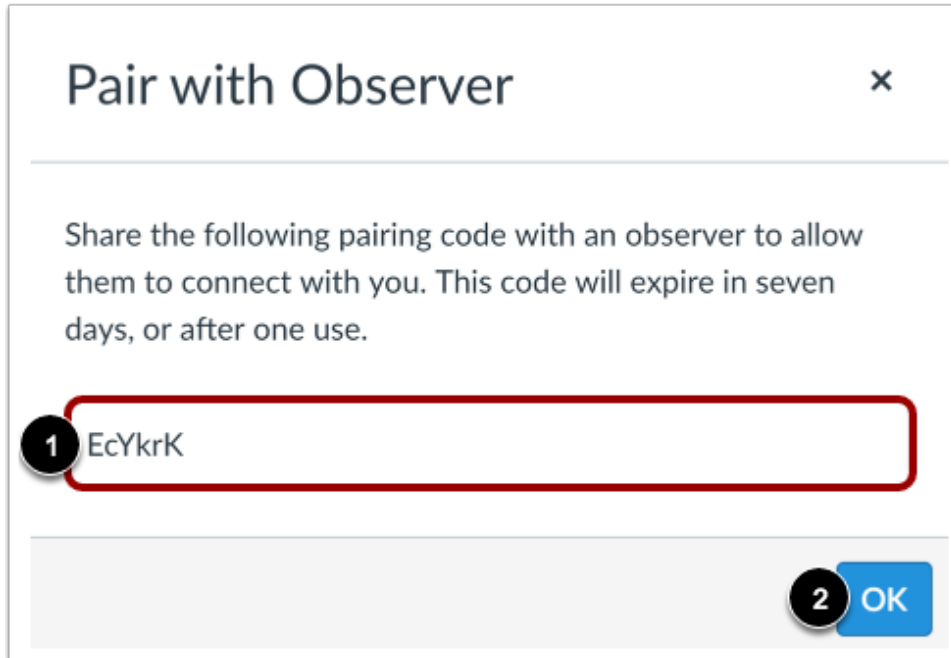 Pair with Observer ×
Share the following pairing code with an observer to allow
them to connect with you. This code will expire in seven
days, or after one use.
1 EcYkrK
2 OK